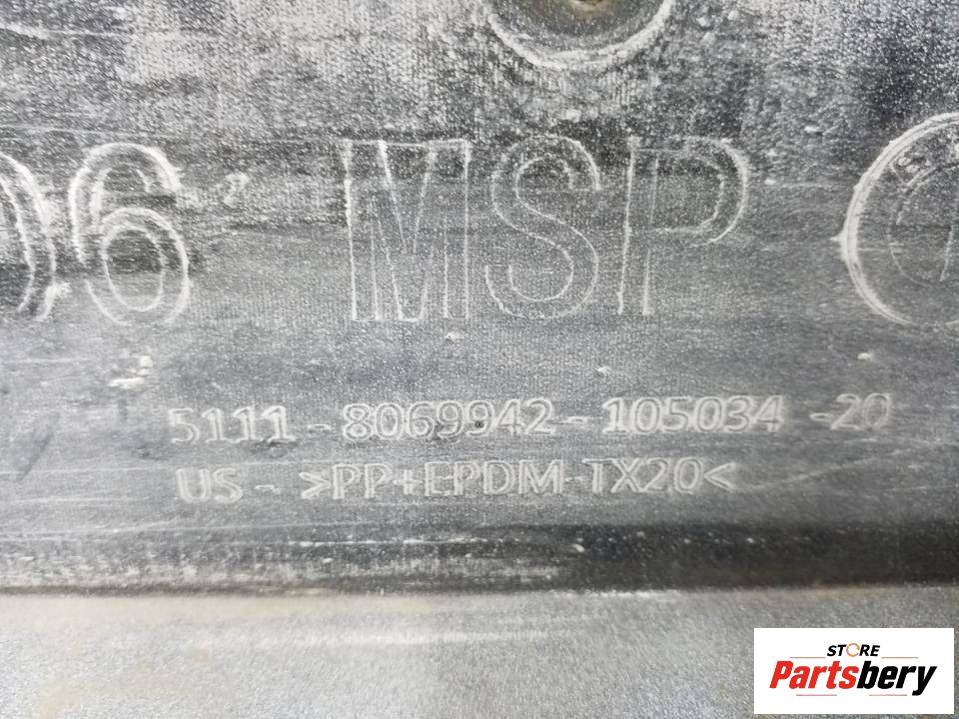 06 MSP
5111 - 8069942 - 105034 - 20
US - >PP+EPDM-TX20<
STORE
Partsbery